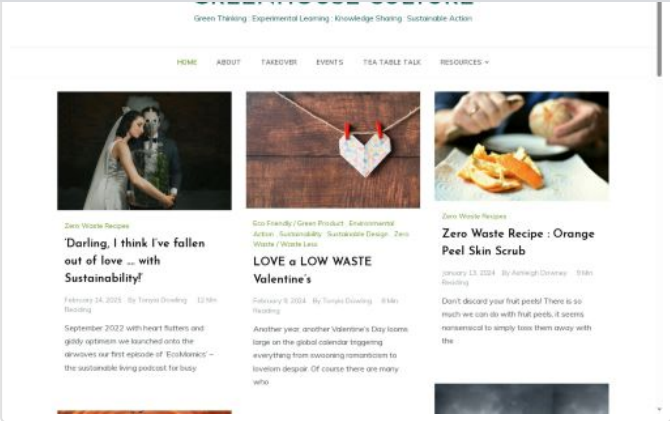 GREENHOUSE CULTURE
Green Thinking : Experimental Learning : Knowledge Sharing : Sustainable Action
HOME ABOUT TAKEOVER EVENTS TEA TABLE TALK RESOURCES
Zero Waste Recipes
'Darling, I think I've fallen
out of love ... with
Sustainability!'
February 14, 2025 By Tonya Dowling 12 Min
Reading
September 2022 with heart flutters and
giddy optimism we launched onto the
airwaves our first episode of 'EcoMomics' –
the sustainable living podcast for busy
Eco Friendly / Green Product . Environmental
Action . Sustainability . Sustainable Design . Zero
Waste / Waste Less
LOVE a LOW WASTE
Valentine's
February 9, 2024 By Tonya Dowling 8 Min
Reading
Another year, another Valentine's Day looms
large on the global calendar triggering
everything from swooning romanticism to
lovelorn despair. Of course there are many
who
Zero Waste Recipes
Zero Waste Recipe : Orange
Peel Skin Scrub
January 13, 2024 By Ashleigh Downey 9 Min
Reading
Don't discard your fruit peels! There is so
much we can do with fruit peels, it seems
nonsensical to simply toss them away with
the